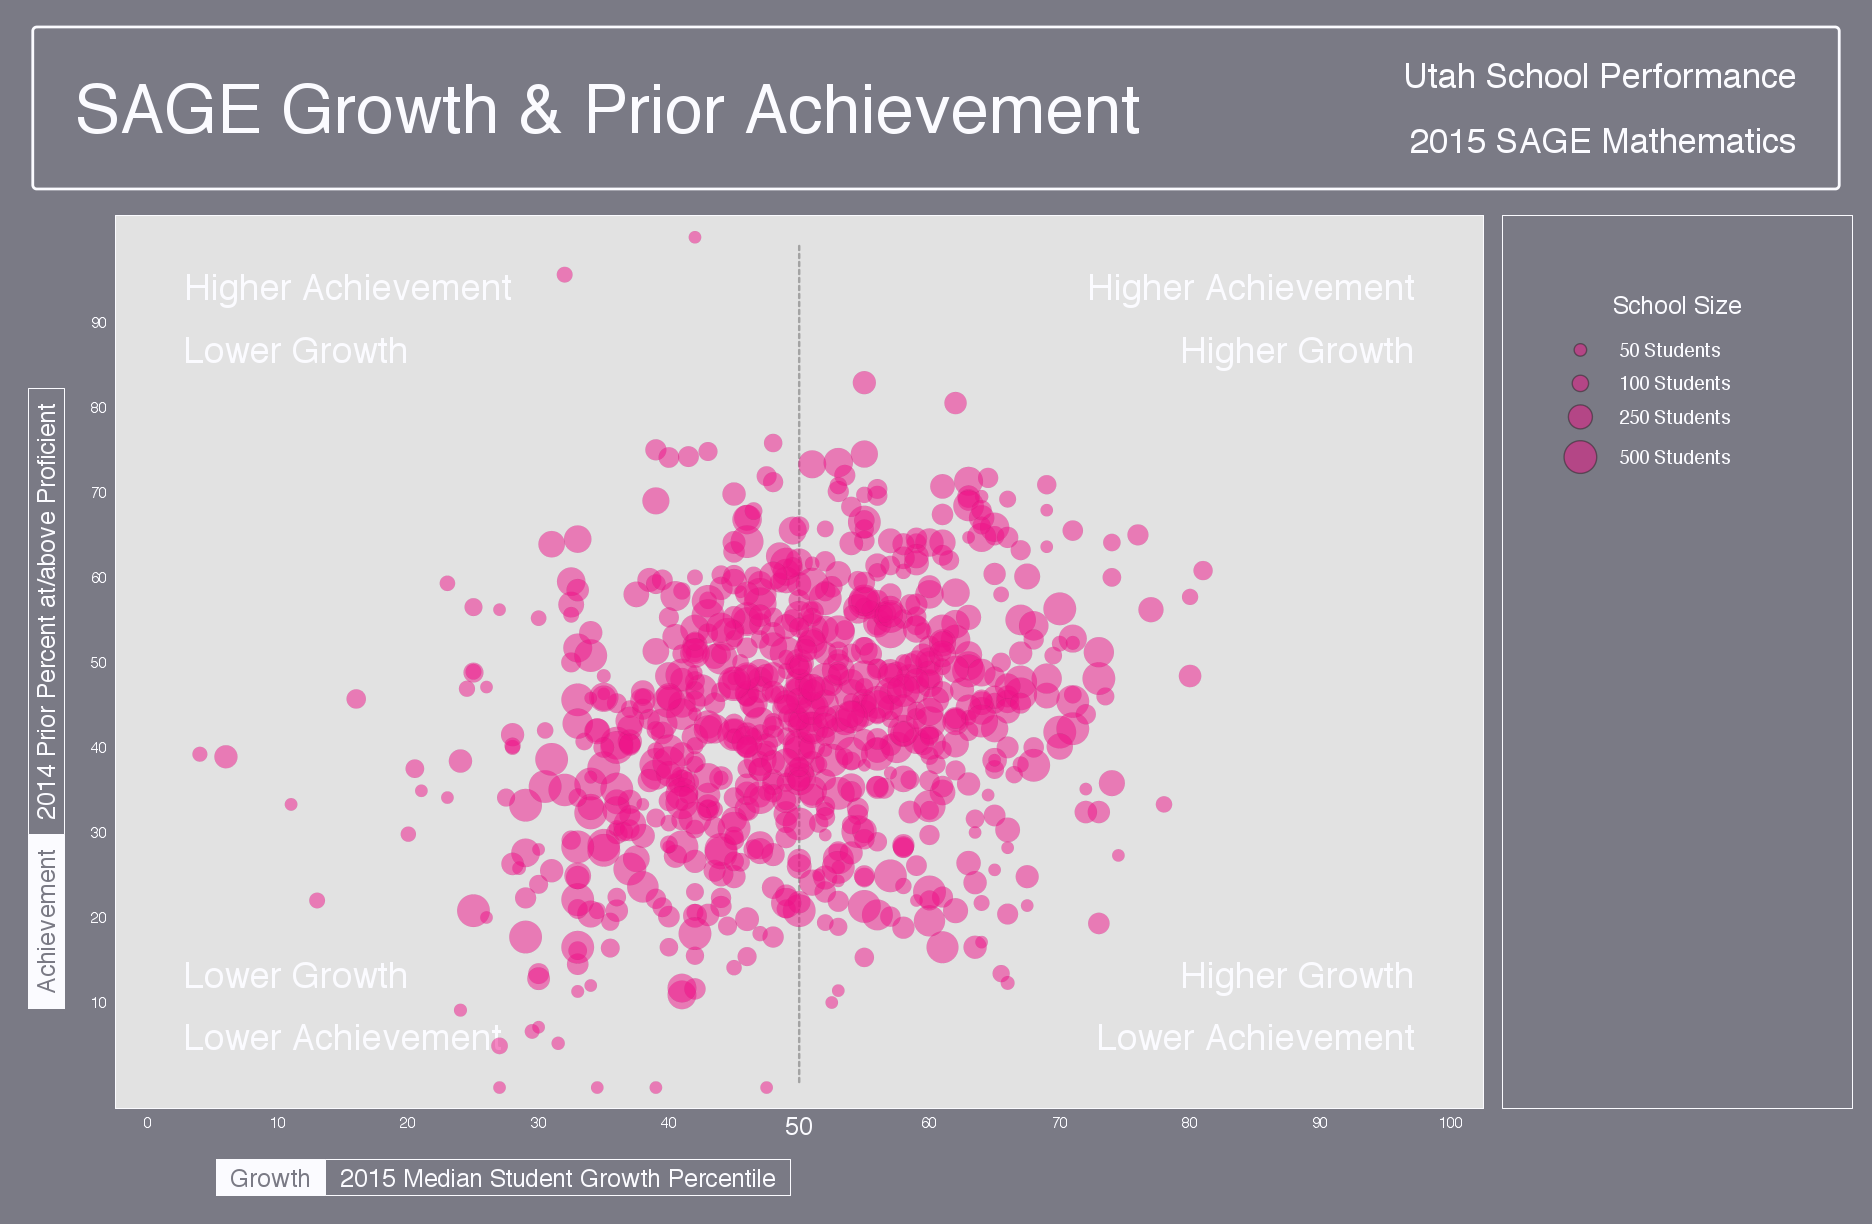 SAGE Growth & Prior Achievement
Utah School Performance
2015 SAGE Mathematics
Higher Achievement
Lower Growth
Higher Achievement
Higher Growth
Lower Growth
Lower Achievement
Higher Growth
Lower Achievement
90
80
70
60
50
40
30
20
10
0
10
20
30
40
50
60
70
80
90
100
Achievement 2014 Prior Percent at/above Proficient
Growth 2015 Median Student Growth Percentile
School Size
50 Students
100 Students
250 Students
500 Students